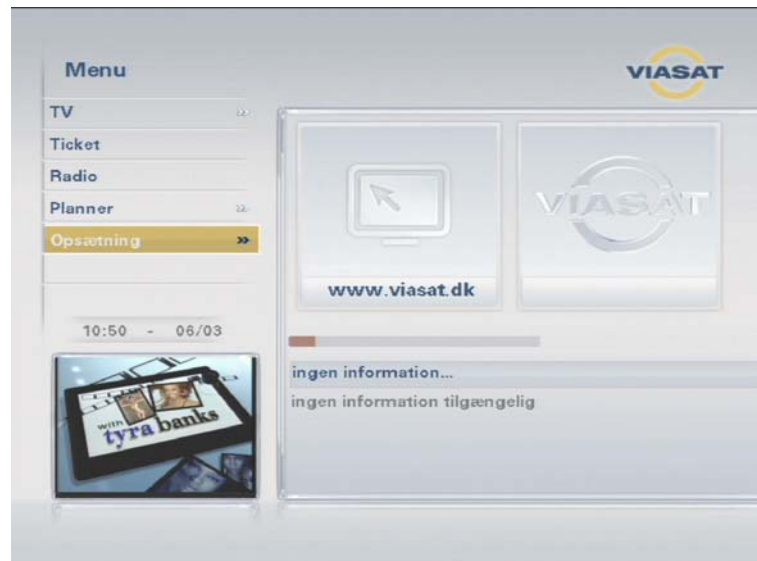 Menu
VIASAT
TV »
Ticket
Radio
Planner »
Opsætning »
VIASAT
www.viasat.dk
10:50 - 06/03
ingen information...
ingen information tilgængelig
with
tyra banks